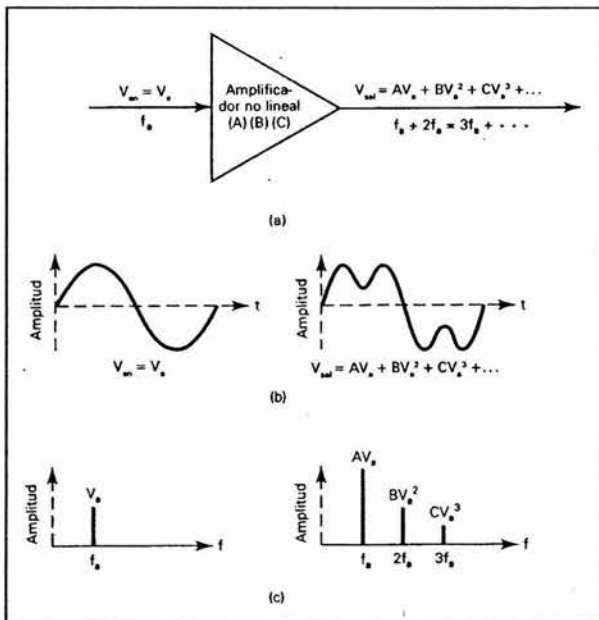 V_en = V_a
f_a
Amplifica-
dor no lineal
(A) (B) (C)
V_sal = AV_a + BV_a² + CV_a³ + ...
f_a + 2f_a = 3f_a + - - -
(a)
Amplitud
t
V_en = V_a
Amplitud
t
V_sal = AV_a + BV_a² + CV_a³ + ...
(b)
Amplitud
V_a
f_a
f
Amplitud
AV_a
BV_a²
CV_a³
f_a 2f_a 3f_a
f
(c)